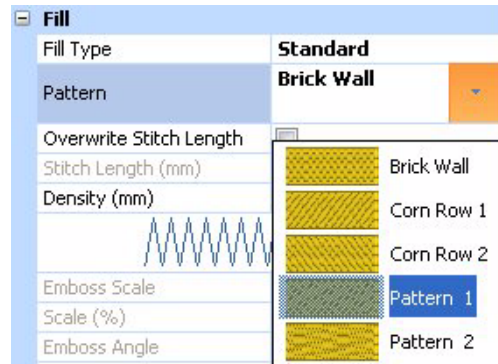 Fill
Fill Type Standard
Pattern Brick Wall
Overwrite Stitch Length
Stitch Length (mm)
Density (mm)
Emboss Scale
Scale (%)
Emboss Angle
Brick Wall
Corn Row 1
Corn Row 2
Pattern 1
Pattern 2